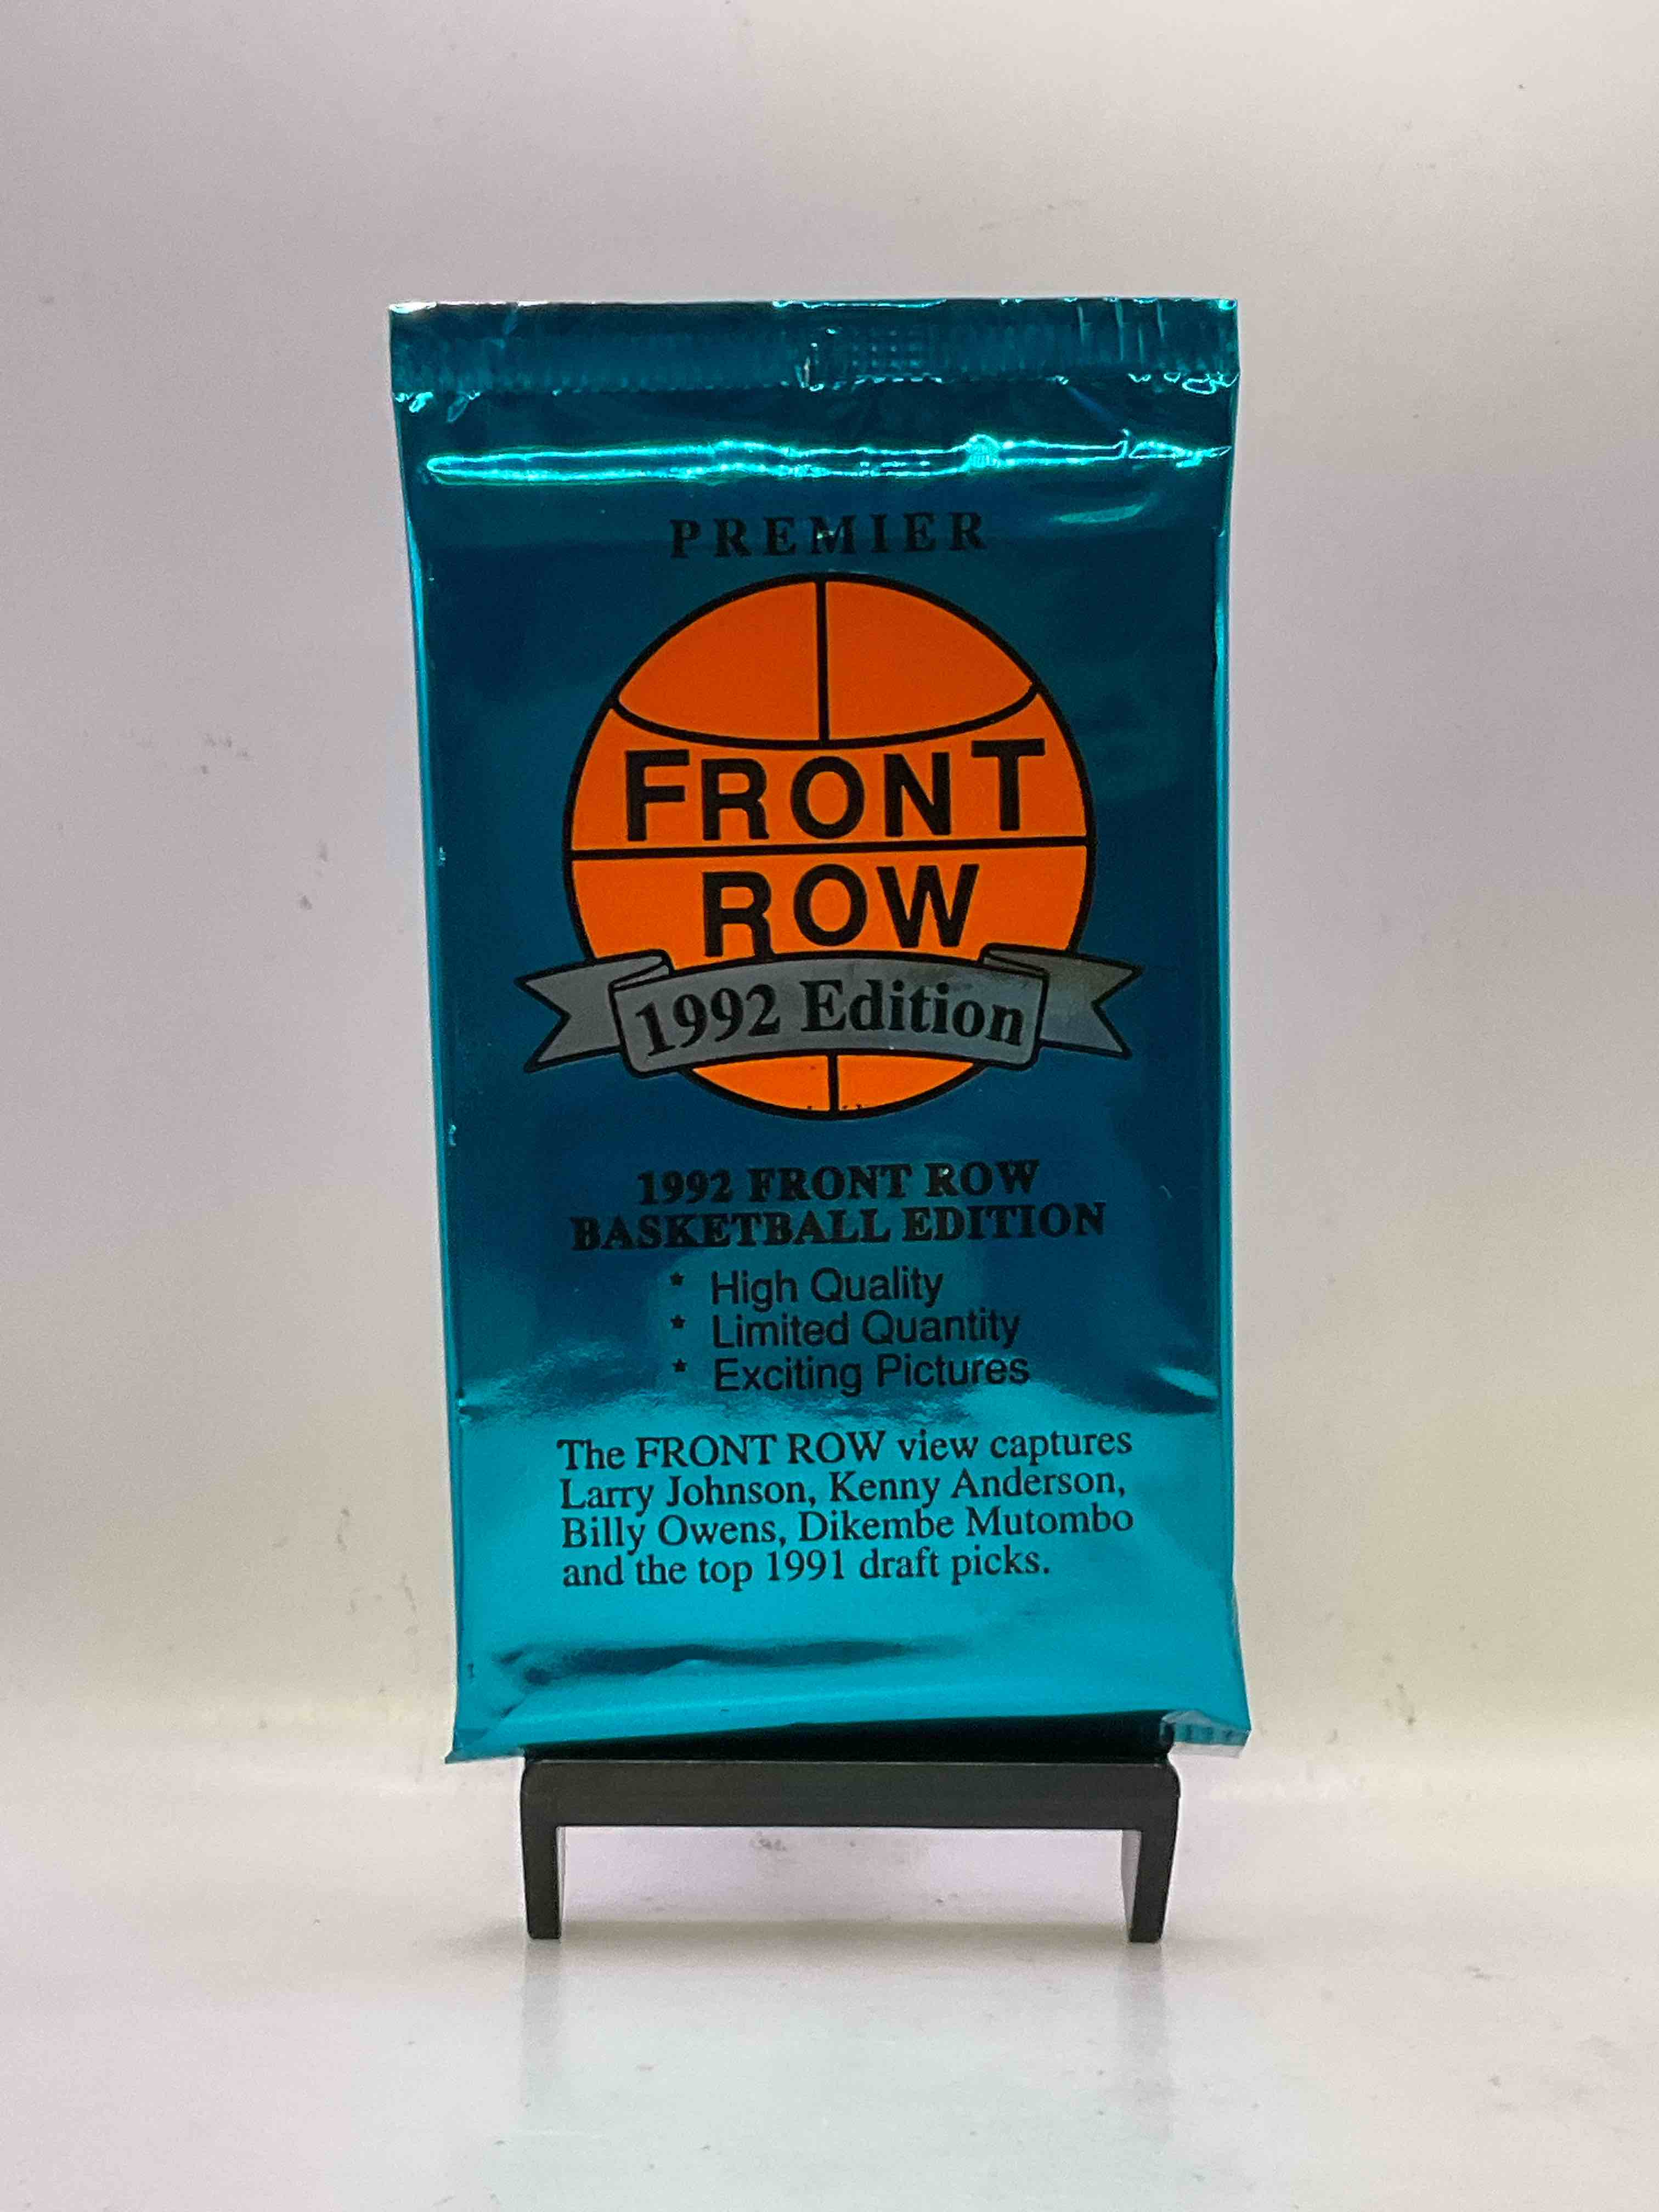 PREMIER
FRONT
ROW
1992 Edition
1992 FRONT ROW
BASKETBALL EDITION
* High Quality
* Limited Quantity
* Exciting Pictures
The FRONT ROW view captures
Larry Johnson, Kenny Anderson,
Billy Owens, Dikembe Mutombo
and the top 1991 draft picks.